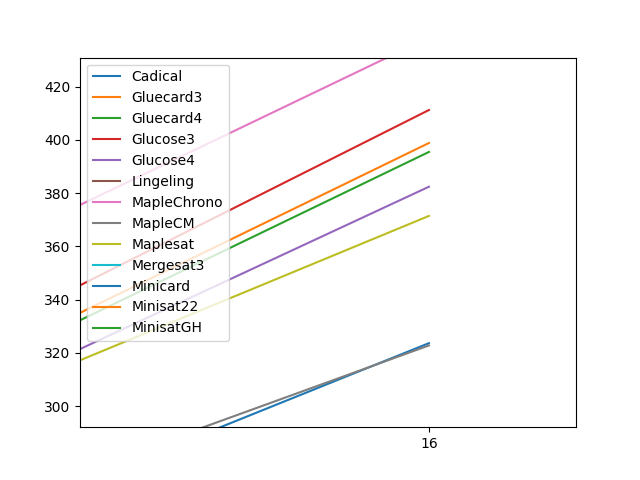 420
400
380
360
340
320
300
16
Cadical
Gluecard3
Gluecard4
Glucose3
Glucose4
Lingeling
MapleChrono
MapleCM
Maplesat
Mergesat3
Minicard
Minisat22
MinisatGH